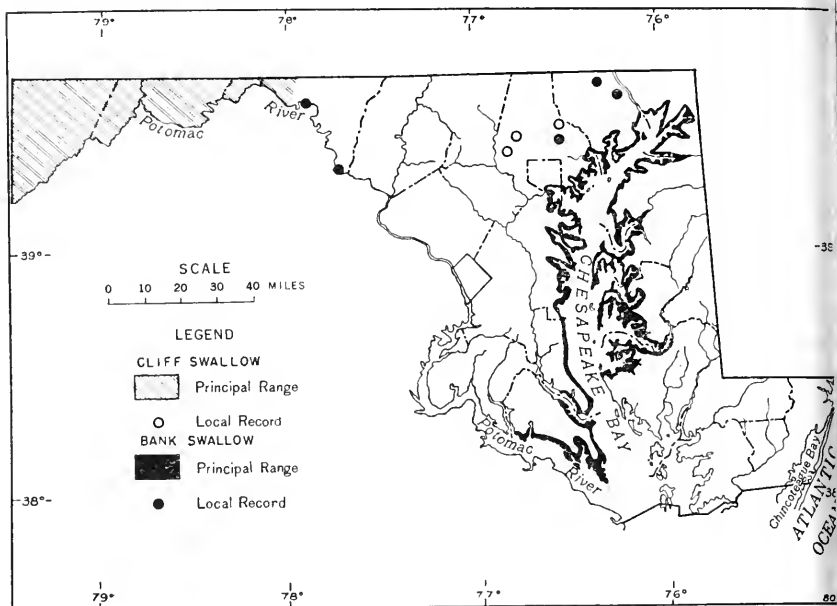 79° 78° 77° 76°
Potomac
River
39°
39
SCALE
0 10 20 30 40 MILES
LEGEND
CLIFF SWALLOW
Principal Range
Local Record
BANK SWALLOW
Principal Range
Local Record
CHESAPEAKE
BAY
Potomac
River
38°
38
Chincoteague Bay
ATLANTIC
OCEAN
79° 78° 77° 76°